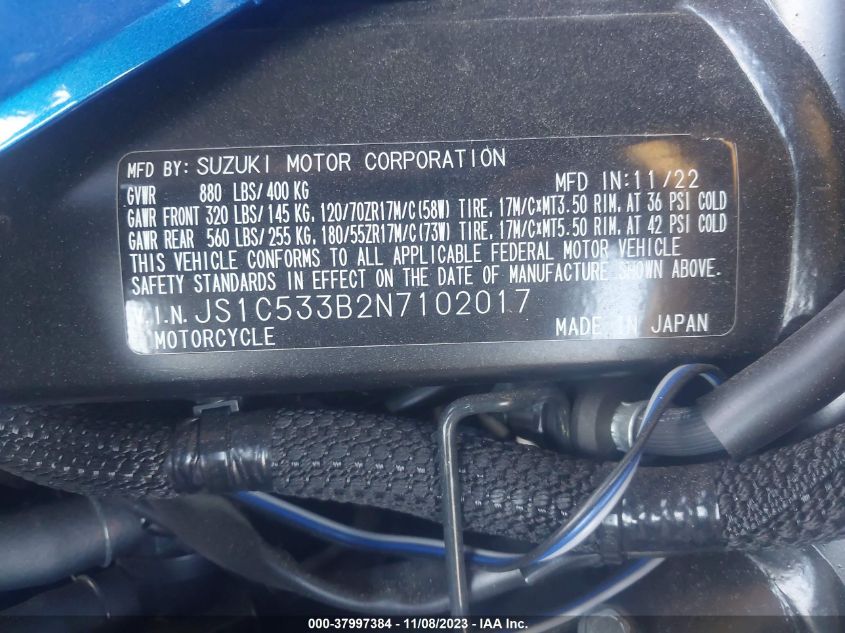 MFD BY: SUZUKI MOTOR CORPORATION
GVWR 880 LBS/400 KG MFD IN:11/22
GAWR FRONT 320 LBS/145 KG, 120/70ZR17M/C(58W) TIRE, 17M/C×MT3.50 RIM, AT 36 PSI COLD
GAWR REAR 560 LBS/255 KG, 180/55ZR17M/C(73W) TIRE, 17M/C×MT5.50 RIM, AT 42 PSI COLD
THIS VEHICLE CONFORMS TO ALL APPLICABLE FEDERAL MOTOR VEHICLE
SAFETY STANDARDS IN EFFECT ON THE DATE OF MANUFACTURE SHOWN ABOVE.
V.I.N. JS1C533B2N7102017
MOTORCYCLE MADE IN JAPAN
000-37997384 - 11/08/2023 - IAA Inc.